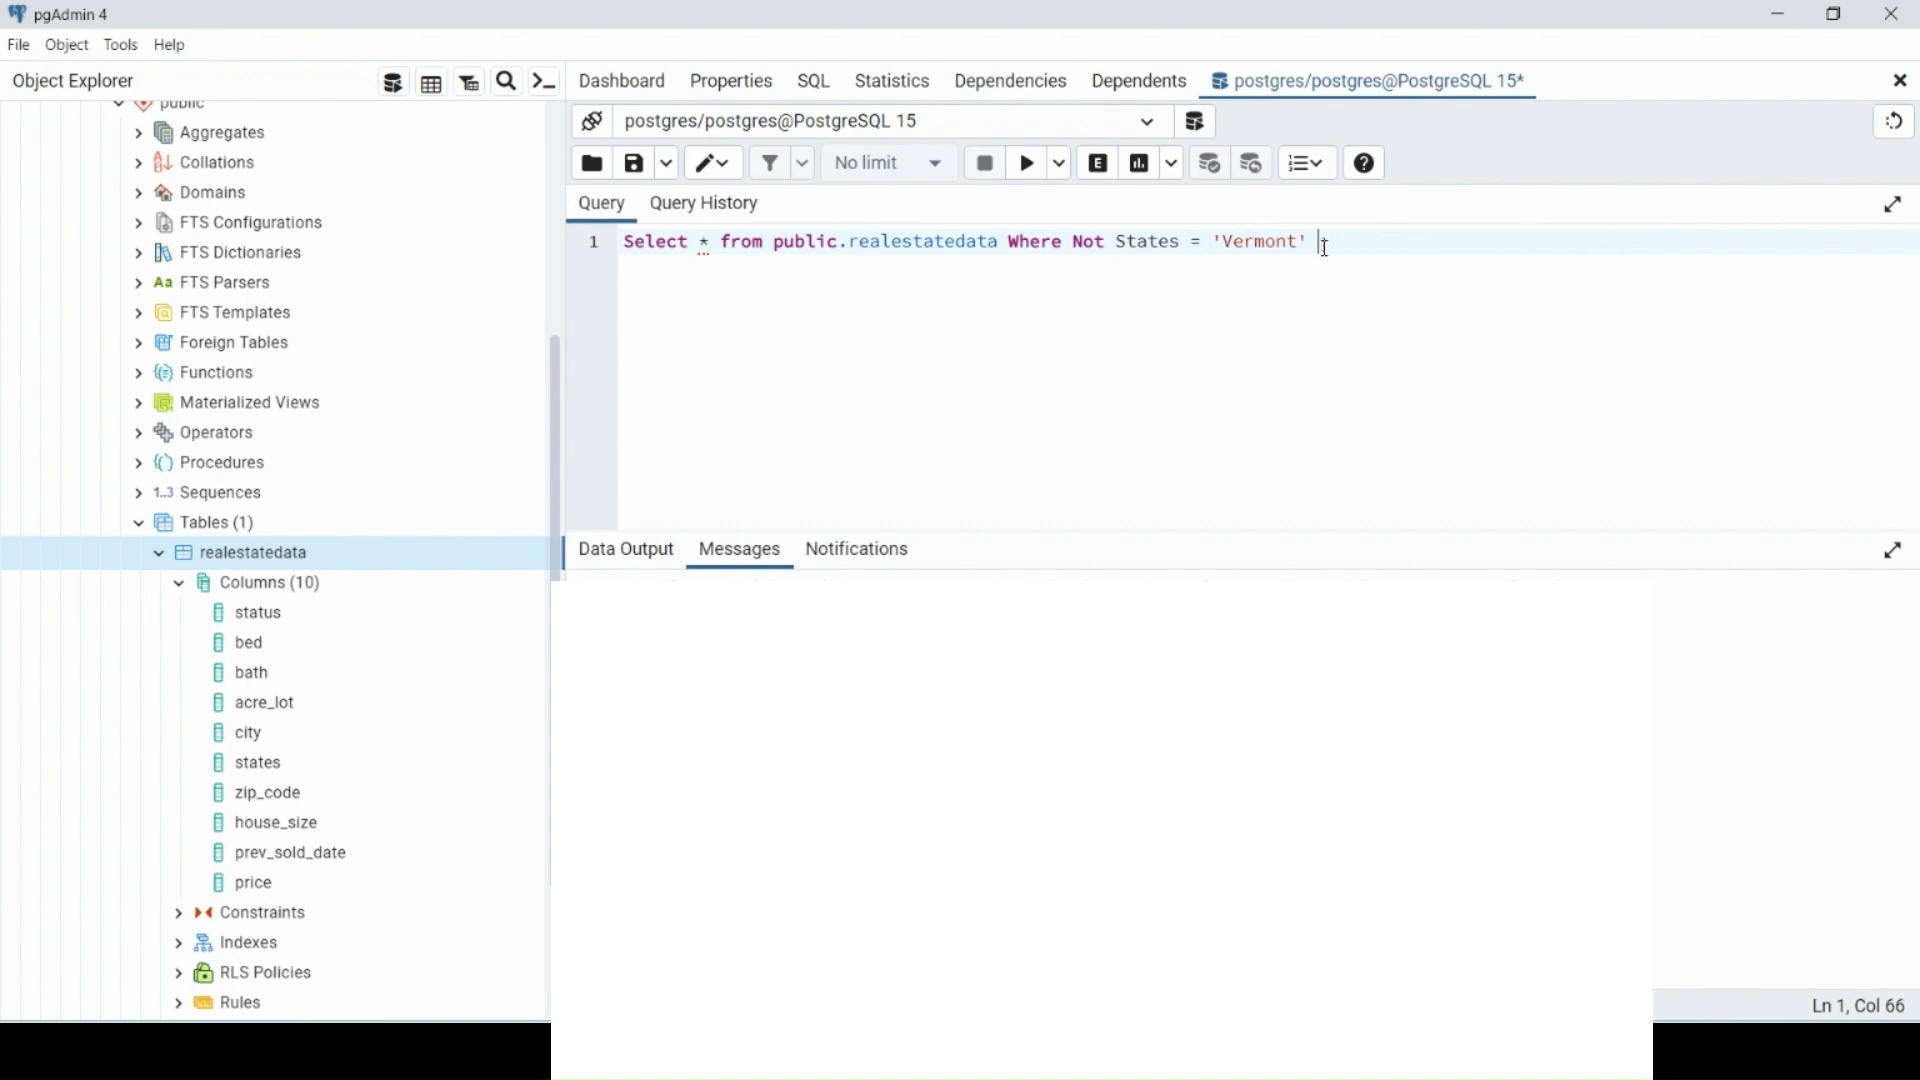 pgAdmin 4
File Object Tools Help
Object Explorer
Dashboard Properties SQL Statistics Dependencies Dependents postgres/postgres@PostgreSQL 15*
public
postgres/postgres@PostgreSQL 15
Aggregates
Collations
No limit
E
Domains
Query Query History
FTS Configurations
1 Select * from public.realestatedata Where Not States = 'Vermont'
FTS Dictionaries
Aa FTS Parsers
FTS Templates
Foreign Tables
Functions
Materialized Views
Operators
Procedures
1..3 Sequences
Tables (1)
Data Output Messages Notifications
realestatedata
Columns (10)
status
bed
bath
acre_lot
city
states
zip_code
house_size
prev_sold_date
price
Constraints
Indexes
RLS Policies
Rules
Ln 1, Col 66